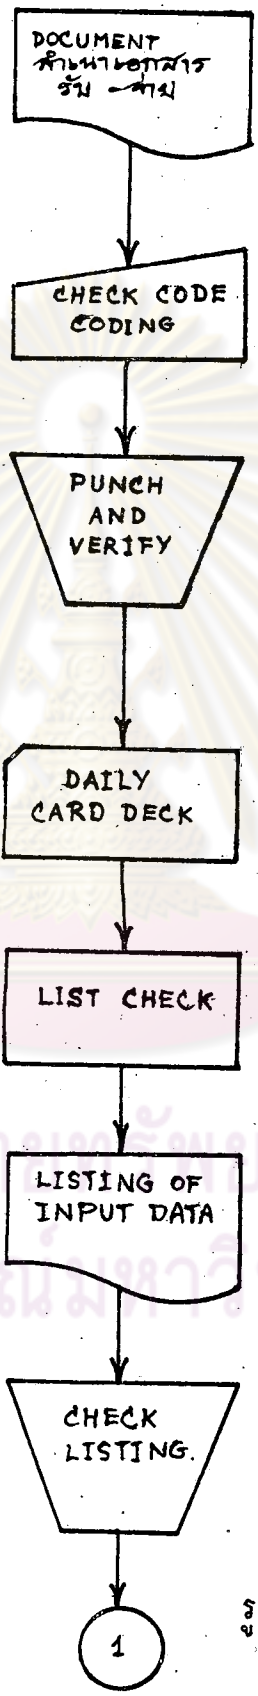 DOCUMENT
สำเนาเอกสาร
รับ - จ่าย
CHECK CODE
CODING
PUNCH
AND
VERIFY
DAILY
CARD DECK
LIST CHECK
LISTING OF
INPUT DATA
CHECK
LISTING.
1